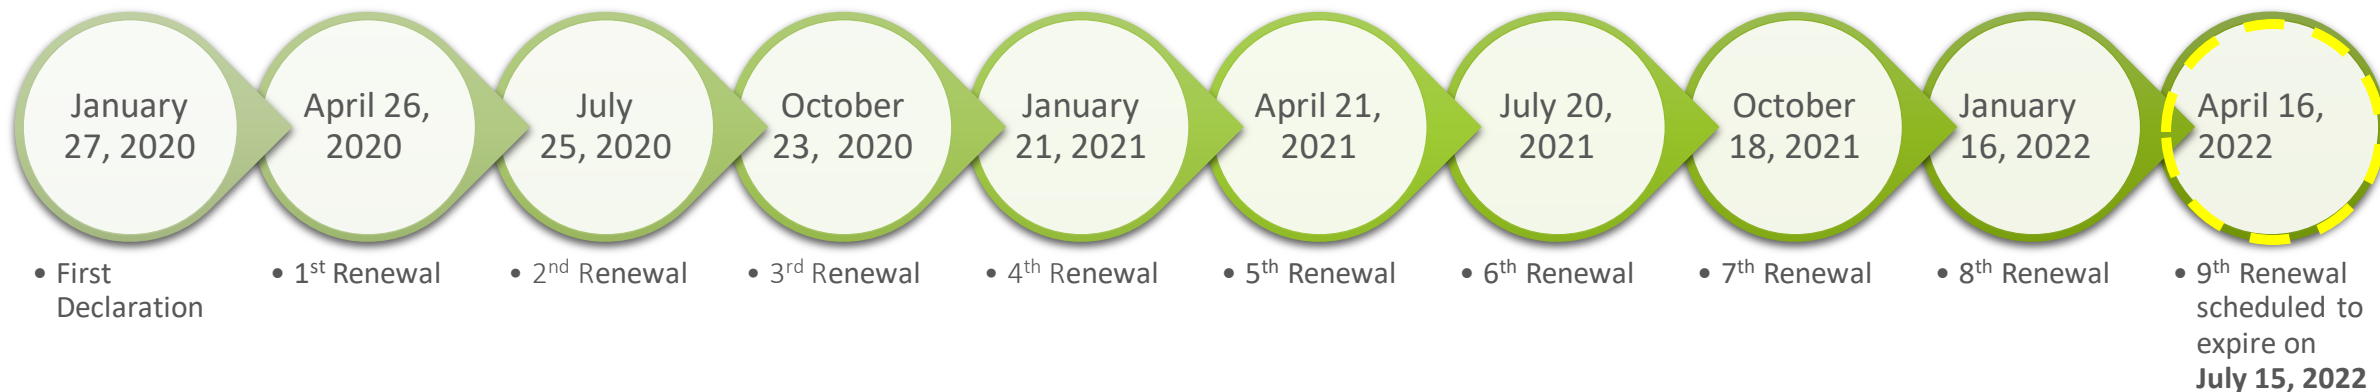 January
27, 2020
April 26,
2020
July
25, 2020
October
23, 2020
January
21, 2021
April 21,
2021
July 20,
2021
October
18, 2021
January
16, 2022
April 16,
2022
• First
Declaration
• 1st Renewal
• 2nd Renewal
• 3rd Renewal
• 4th Renewal
• 5th Renewal
• 6th Renewal
• 7th Renewal
• 8th Renewal
• 9th Renewal
scheduled to
expire on
July 15, 2022